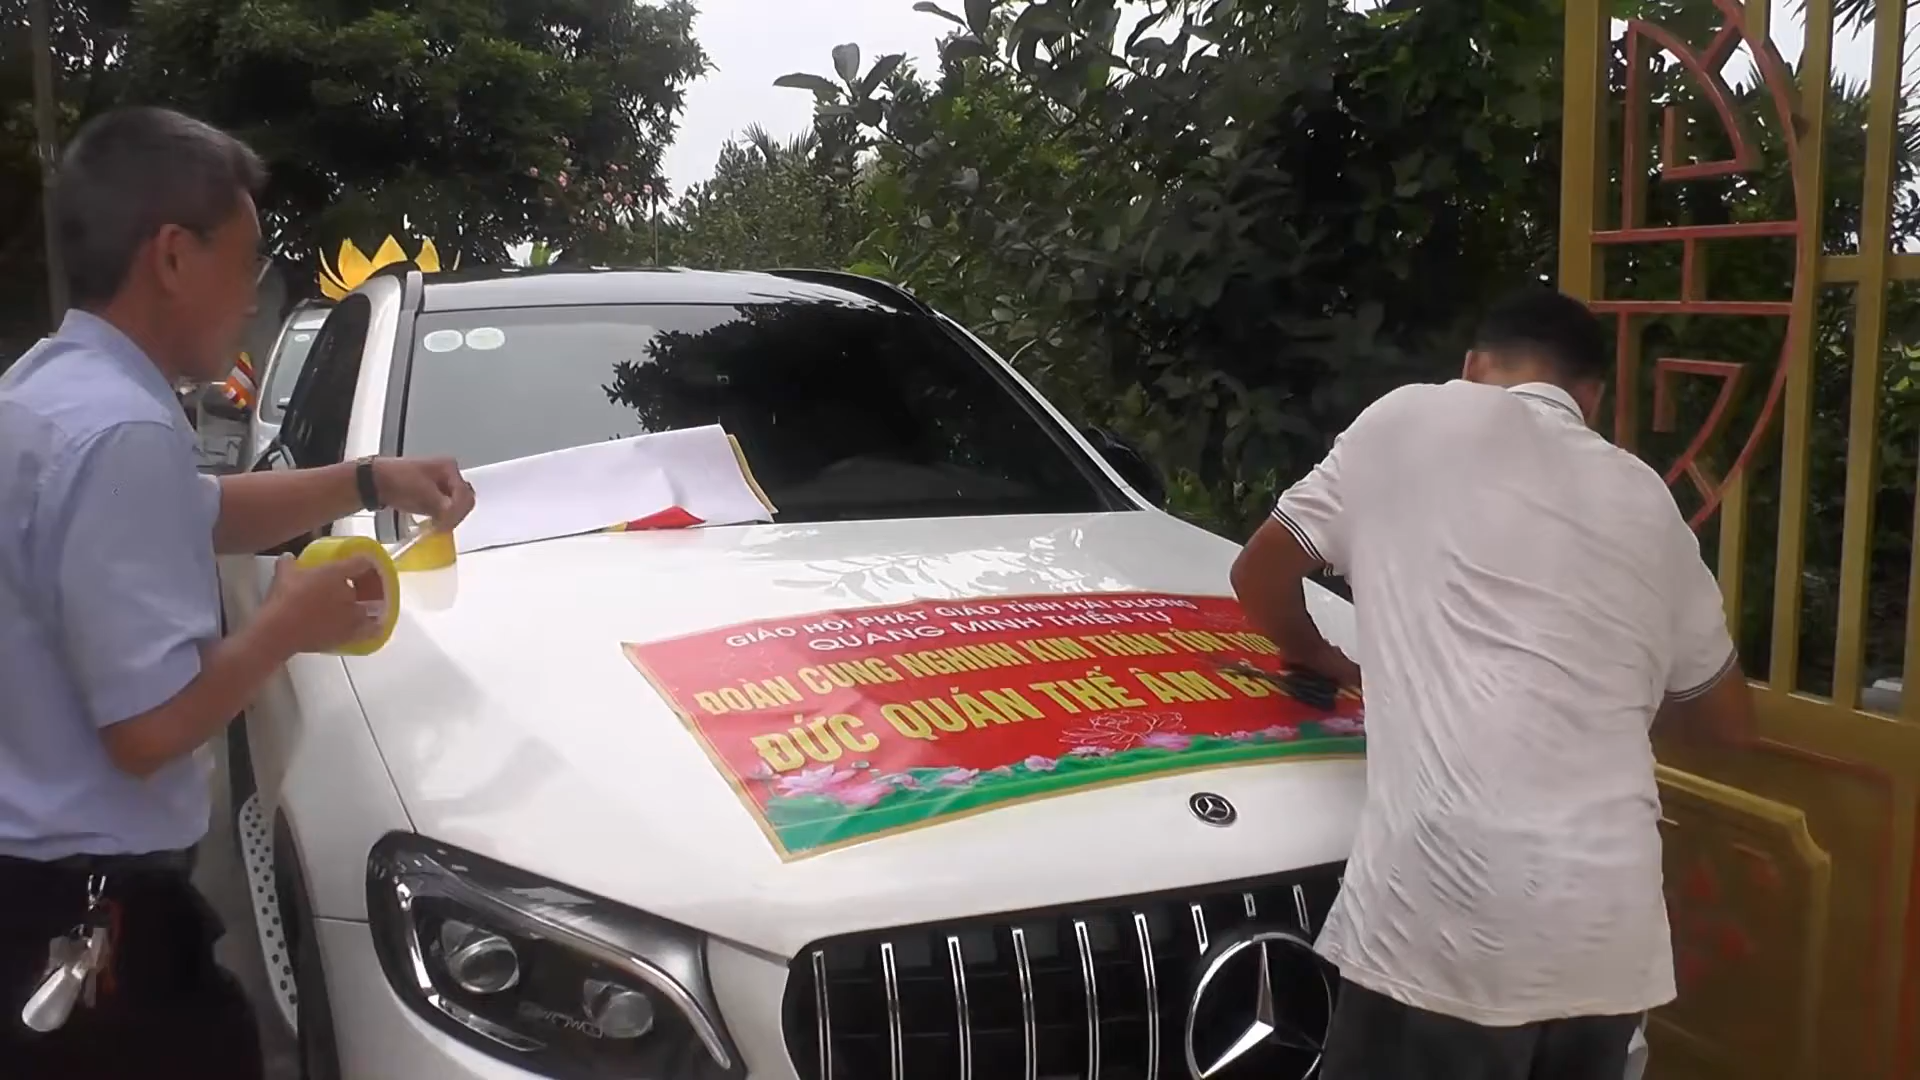 GIÁO HỘI PHẬT GIÁO TỈNH HẢI DƯƠNG
QUANG MINH THIỀN TỰ
ĐOÀN CUNG NGHINH KIM THÂN TÔN TƯỢ
ĐỨC QUÁN THẾ ÂM B